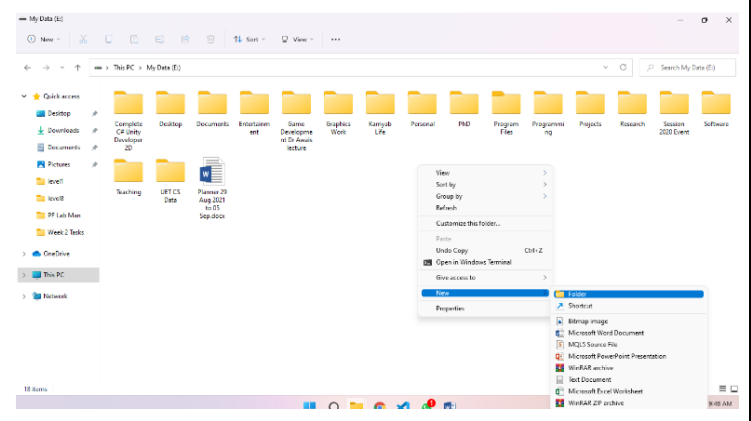 My Data (E:)
New
Sort
View
This PC > My Data (E:)
Search My Data (E:)
Quick access
Desktop
Downloads
Documents
Pictures
level1
level8
PF Lab Man
Week 2 Tasks
OneDrive
This PC
Network
Complete C# Unity Developer 2D
Desktop
Documents
Entertainm
ent
Game
Developme
nt Dr Awais
lecture
Graphics
Work
Kamyab
Life
Personal
PhD
Program
Files
Programmi
ng
Projects
Research
Session
2020 Event
Software
Teaching
UET CS
Data
Planner 29
Aug 2021
to 05
Sep.docx
View
Sort by
Group by
Refresh
Customize this folder...
Paste
Undo Copy Ctrl+Z
Open in Windows Terminal
Give access to
New
Properties
Folder
Shortcut
Bitmap image
Microsoft Word Document
MQL5 Source File
Microsoft PowerPoint Presentation
WinRAR archive
Text Document
Microsoft Excel Worksheet
WinRAR ZIP archive
18 items
9:48 AM